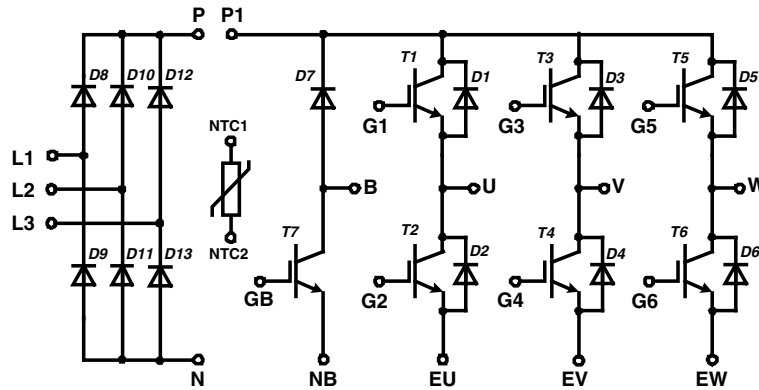 P P1
D8 D10 D12 D7 T1 D1 T3 D3 T5 D5
G1 G3 G5
NTC1
L1
L2 B U V W
L3
NTC2
D9 D11 D13 T7 T2 D2 T4 D4 T6 D6
GB G2 G4 G6
N NB EU EV EW